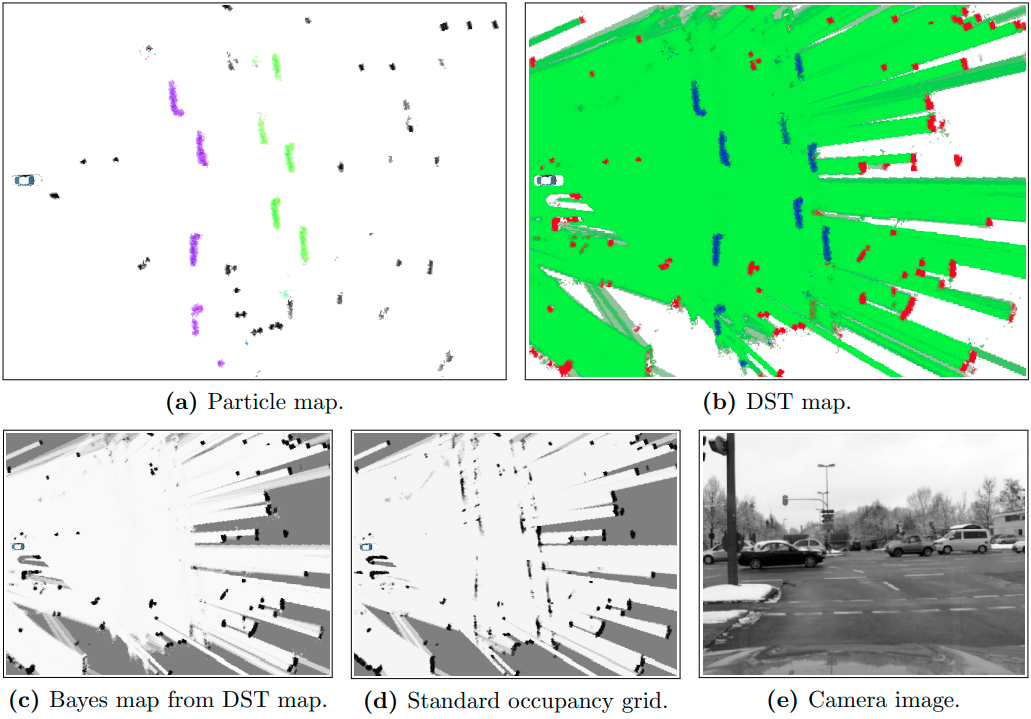 (a) Particle map.
(b) DST map.
(c) Bayes map from DST map.
(d) Standard occupancy grid.
(e) Camera image.